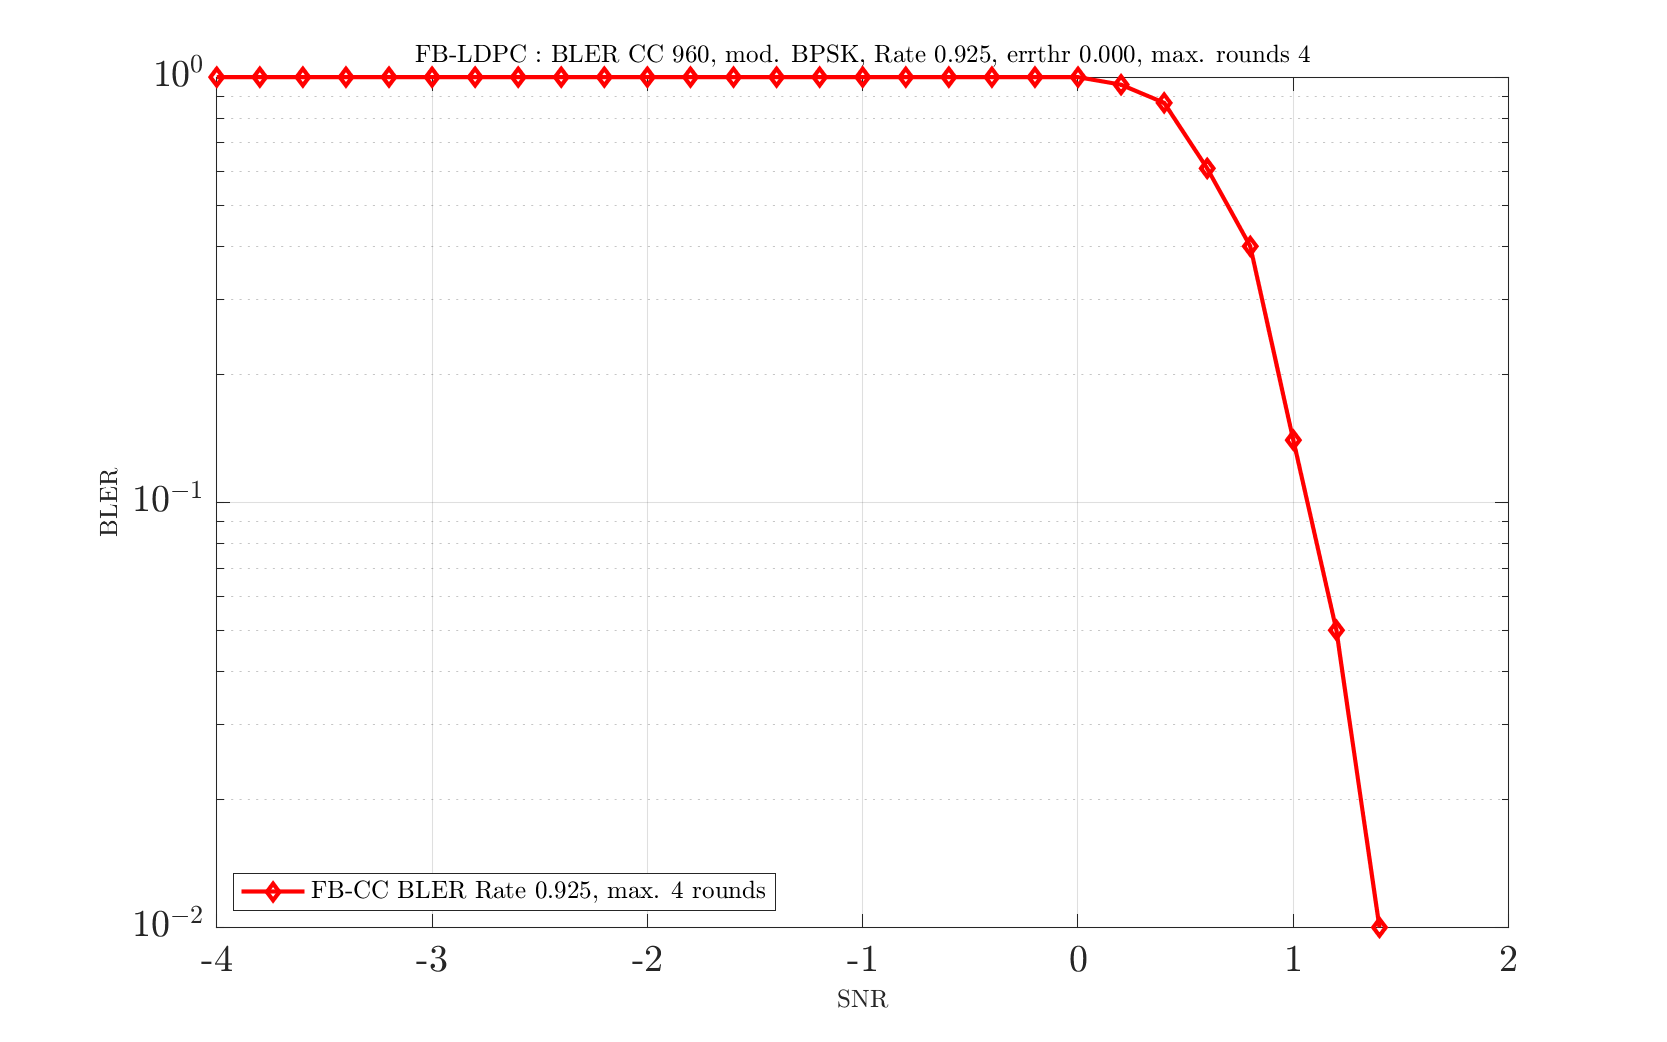 FB-LDPC : BLER CC 960, mod. BPSK, Rate 0.925, errthr 0.000, max. rounds 4
10^0
10^{-1}
10^{-2}
BLER
FB-CC BLER Rate 0.925, max. 4 rounds
-4 -3 -2 -1 0 1 2
SNR